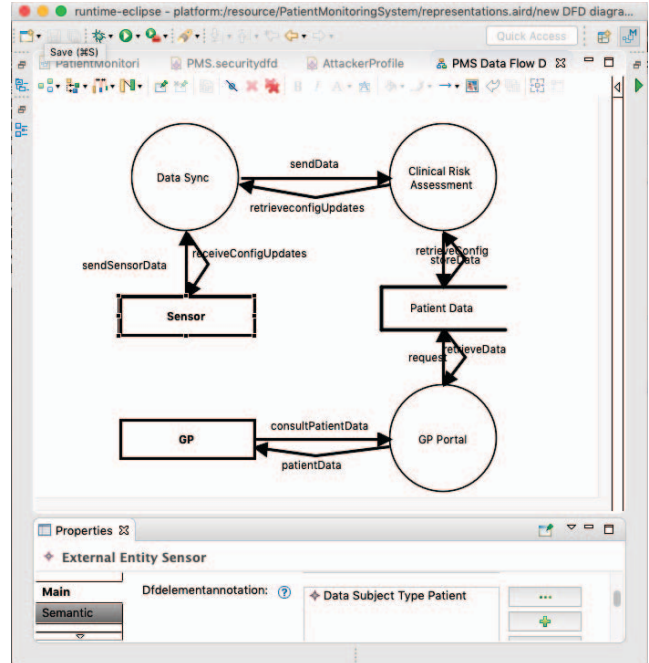 runtime-eclipse - platform:/resource/PatientMonitoringSystem/representations.aird/new DFD diagra...
Quick Access
Save (⌘S)
PatientMonitori
PMS.securitydfd
AttackerProfile
PMS Data Flow D
Data Sync
sendData
Clinical Risk
Assessment
retrieveconfigUpdates
receiveConfigUpdates
sendSensorData
retrieveConfig
storeData
Sensor
Patient Data
retrieveData
request
GP
consultPatientData
patientData
GP Portal
Properties
External Entity Sensor
Main
Semantic
Dfdelementannotation:
Data Subject Type Patient
...